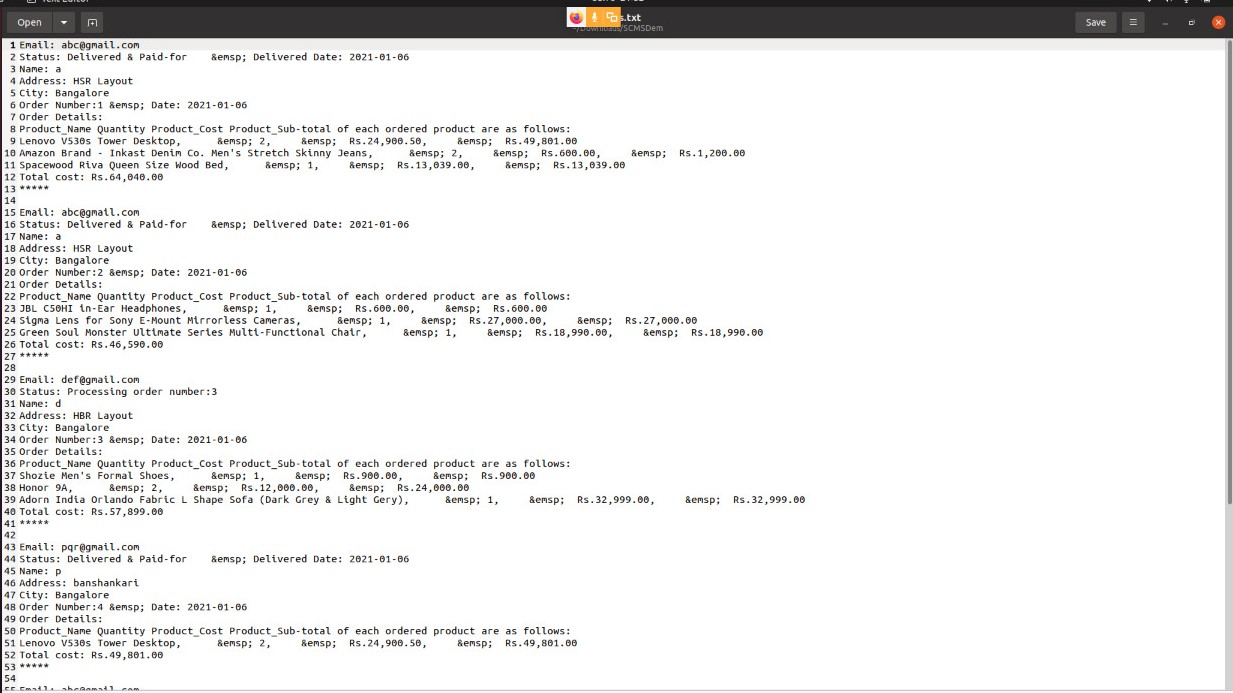 Text Editor
Open
s.txt
~/Downloads/SCMSDem
Save
1 Email: abc@gmail.com
2 Status: Delivered & Paid-for    &emsp; Delivered Date: 2021-01-06
3 Name: a
4 Address: HSR Layout
5 City: Bangalore
6 Order Number:1 &emsp; Date: 2021-01-06
7 Order Details:
8 Product_Name Quantity Product_Cost Product_Sub-total of each ordered product are as follows:
9 Lenovo V530s Tower Desktop,      &emsp; 2,      &emsp;  Rs.24,900.50,     &emsp;  Rs.49,801.00
10 Amazon Brand - Inkast Denim Co. Men's Stretch Skinny Jeans,      &emsp; 2,     &emsp;  Rs.600.00,     &emsp;  Rs.1,200.00
11 Spacewood Riva Queen Size Wood Bed,      &emsp; 1,     &emsp;  Rs.13,039.00,     &emsp;  Rs.13,039.00
12 Total cost: Rs.64,040.00
13 *****
14
15 Email: abc@gmail.com
16 Status: Delivered & Paid-for    &emsp; Delivered Date: 2021-01-06
17 Name: a
18 Address: HSR Layout
19 City: Bangalore
20 Order Number:2 &emsp; Date: 2021-01-06
21 Order Details:
22 Product_Name Quantity Product_Cost Product_Sub-total of each ordered product are as follows:
23 JBL C50HI in-Ear Headphones,      &emsp; 1,     &emsp;  Rs.600.00,     &emsp;  Rs.600.00
24 Sigma Lens for Sony E-Mount Mirrorless Cameras,      &emsp; 1,     &emsp;  Rs.27,000.00,     &emsp;  Rs.27,000.00
25 Green Soul Monster Ultimate Series Multi-Functional Chair,      &emsp; 1,     &emsp;  Rs.18,990.00,     &emsp;  Rs.18,990.00
26 Total cost: Rs.46,590.00
27 *****
28
29 Email: def@gmail.com
30 Status: Processing order number:3
31 Name: d
32 Address: HBR Layout
33 City: Bangalore
34 Order Number:3 &emsp; Date: 2021-01-06
35 Order Details:
36 Product_Name Quantity Product_Cost Product_Sub-total of each ordered product are as follows:
37 Shozie Men's Formal Shoes,      &emsp; 1,     &emsp;  Rs.900.00,     &emsp;  Rs.900.00
38 Honor 9A,      &emsp; 2,     &emsp;  Rs.12,000.00,     &emsp;  Rs.24,000.00
39 Adorn India Orlando Fabric L Shape Sofa (Dark Grey & Light Gery),      &emsp; 1,     &emsp;  Rs.32,999.00,     &emsp;  Rs.32,999.00
40 Total cost: Rs.57,899.00
41 *****
42
43 Email: pqr@gmail.com
44 Status: Delivered & Paid-for    &emsp; Delivered Date: 2021-01-06
45 Name: p
46 Address: banshankari
47 City: Bangalore
48 Order Number:4 &emsp; Date: 2021-01-06
49 Order Details:
50 Product_Name Quantity Product_Cost Product_Sub-total of each ordered product are as follows:
51 Lenovo V530s Tower Desktop,      &emsp; 2,     &emsp;  Rs.24,900.50,     &emsp;  Rs.49,801.00
52 Total cost: Rs.49,801.00
53 *****
54
55 Email: abc@gmail.com